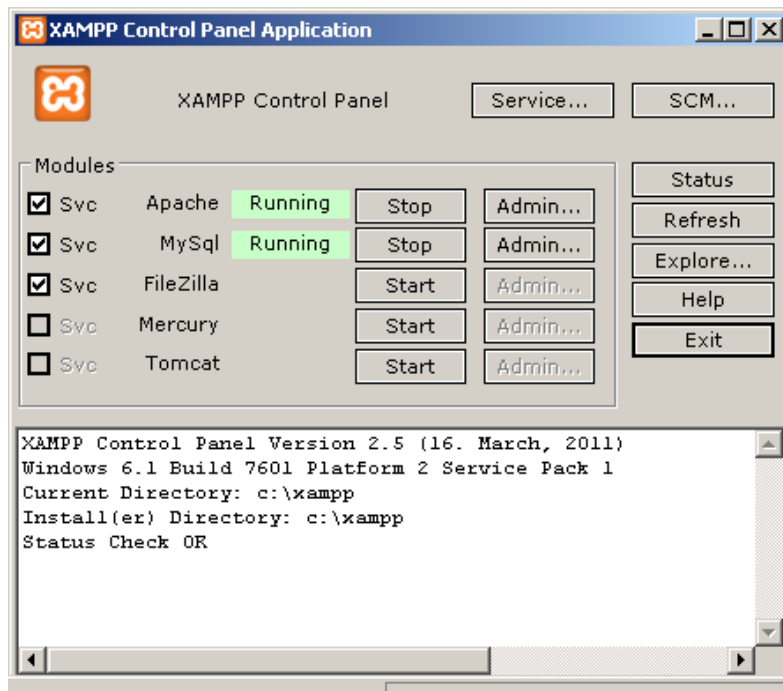 XAMPP Control Panel Application
XAMPP Control Panel Service... SCM...
Modules
Svc Apache Running Stop Admin...
Svc MySql Running Stop Admin...
Svc FileZilla Start Admin...
Svc Mercury Start Admin...
Svc Tomcat Start Admin...
Status
Refresh
Explore...
Help
Exit
XAMPP Control Panel Version 2.5 (16. March, 2011)
Windows 6.1 Build 7601 Platform 2 Service Pack 1
Current Directory: c:\xampp
Install(er) Directory: c:\xampp
Status Check OR